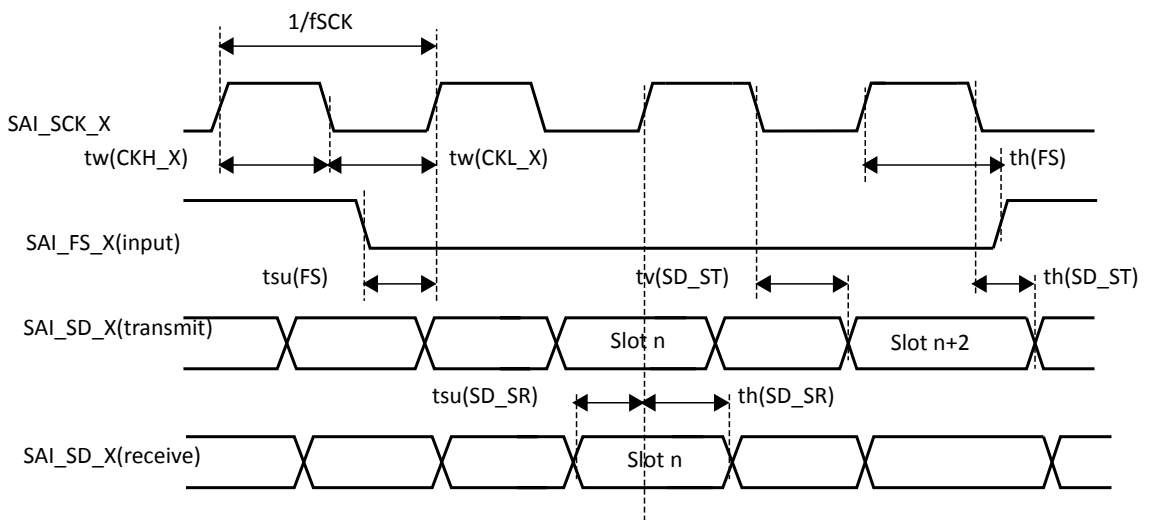 1/fSCK
SAI_SCK_X
tw(CKH_X)
tw(CKL_X)
th(FS)
SAI_FS_X(input)
tsu(FS)
tv(SD_ST)
th(SD_ST)
SAI_SD_X(transmit)
Slot n
Slot n+2
tsu(SD_SR)
th(SD_SR)
SAI_SD_X(receive)
Slot n